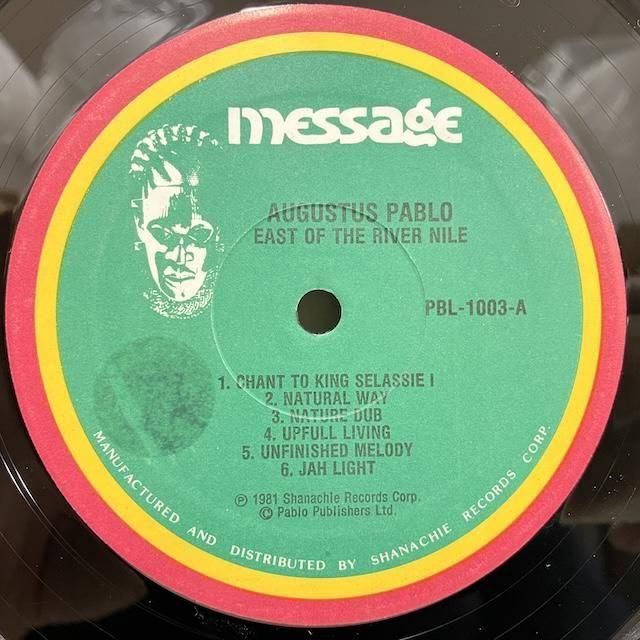 message
AUGUSTUS PABLO
EAST OF THE RIVER NILE
PBL-1003-A
1. CHANT TO KING SELASSIE I
2. NATURAL WAY
3. NATURE DUB
4. UPFULL LIVING
5. UNFINISHED MELODY
6. JAH LIGHT
℗ 1981 Shanachie Records Corp.
© Pablo Publishers Ltd.
MANUFACTURED AND DISTRIBUTED BY SHANACHIE RECORDS CORP.